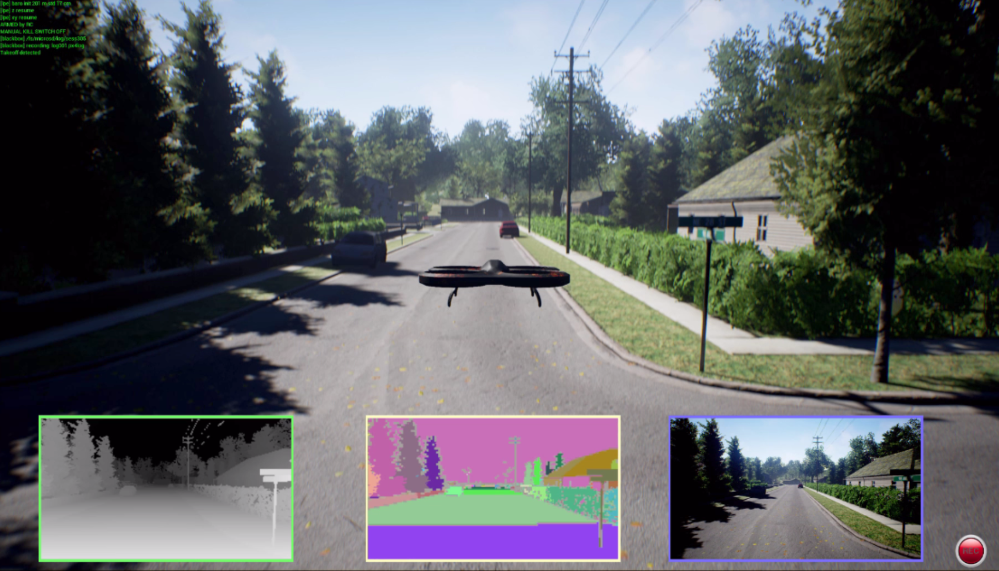 [lpe] baro init 201 m std 17 cm
[lpe] z resume
[lpe] xy resume
ARMED by RC
MANUAL KILL SWITCH OFF
[blackbox] /fs/microsd/log/sess306
[blackbox] recording: log001.px4log
Takeoff detected
REC